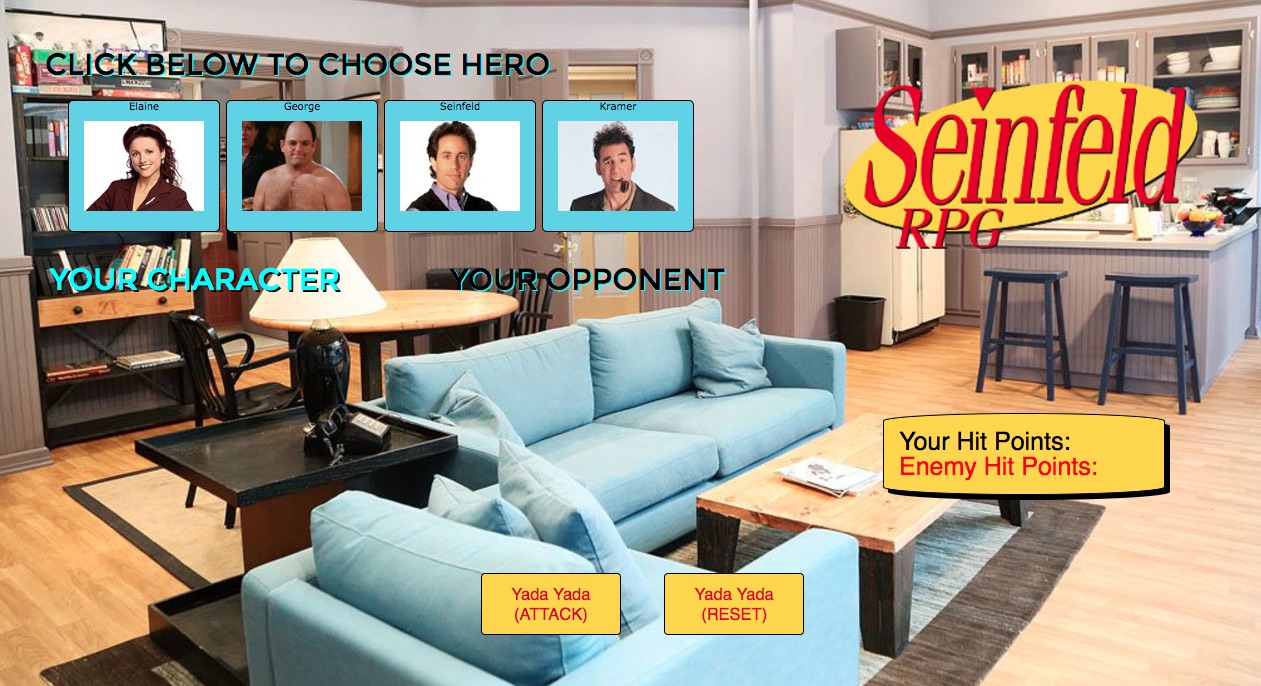 CLICK BELOW TO CHOOSE HERO
Elaine
George
Seinfeld
Kramer
Seinfeld
RPG
YOUR CHARACTER
YOUR OPPONENT
Your Hit Points:
Enemy Hit Points:
Yada Yada
(ATTACK)
Yada Yada
(RESET)